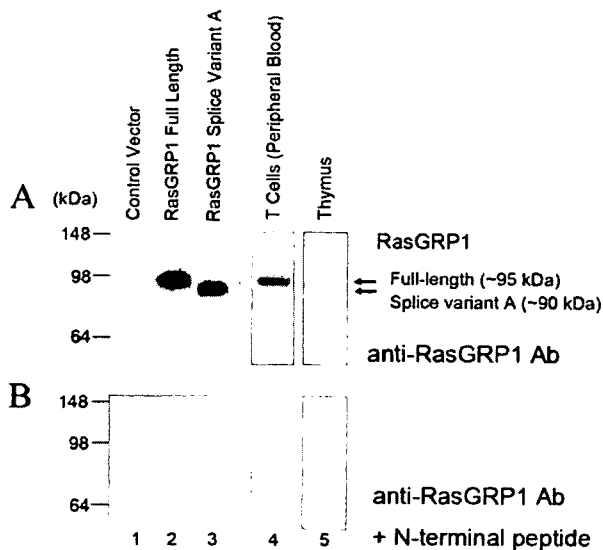 Control Vector
RasGRP1 Full Length
RasGRP1 Splice Variant A
T Cells (Peripheral Blood)
Thymus
A (kDa)
148
98
64
RasGRP1
Full-length (~95 kDa)
Splice variant A (~90 kDa)
anti-RasGRP1 Ab
B
148
98
64
anti-RasGRP1 Ab
1 2 3 4 5 + N-terminal peptide